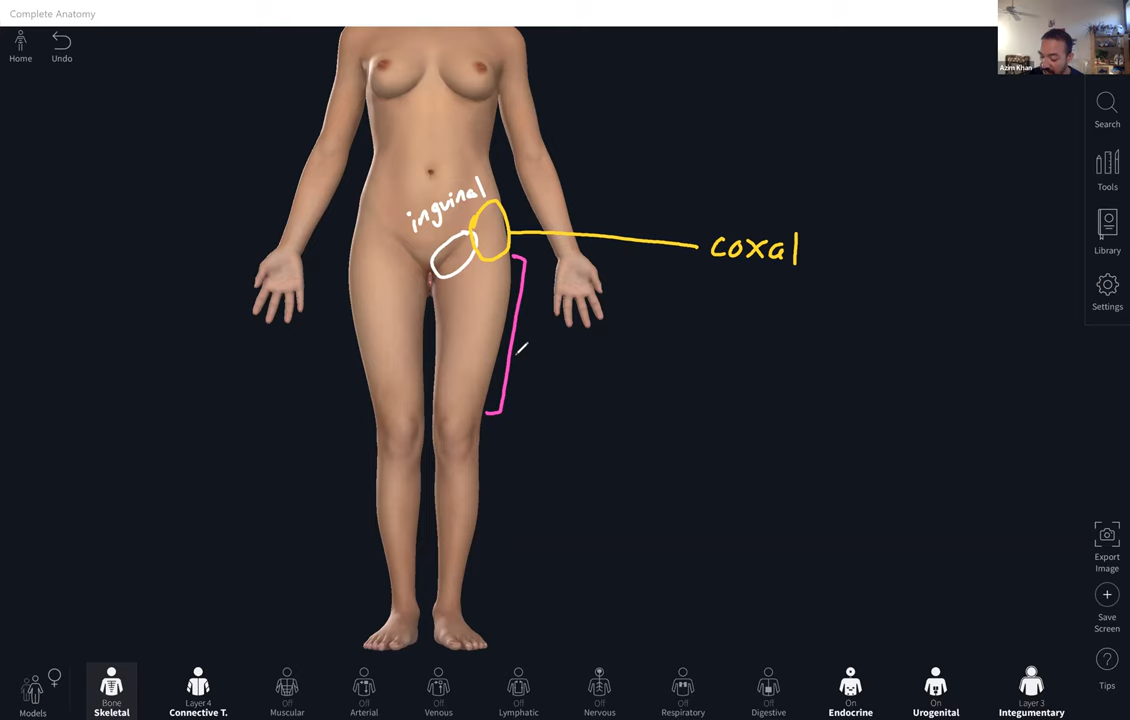 Complete Anatomy
Home
Undo
Azim Khan
Search
Tools
Library
Settings
inguinal
coxal
Export
Image
Save
Screen
Tips
Models
Bone
Skeletal
Layer 4
Connective T.
Off
Muscular
Off
Arterial
Off
Venous
Off
Lymphatic
Off
Nervous
Off
Respiratory
Off
Digestive
On
Endocrine
On
Urogenital
Layer 3
Integumentary